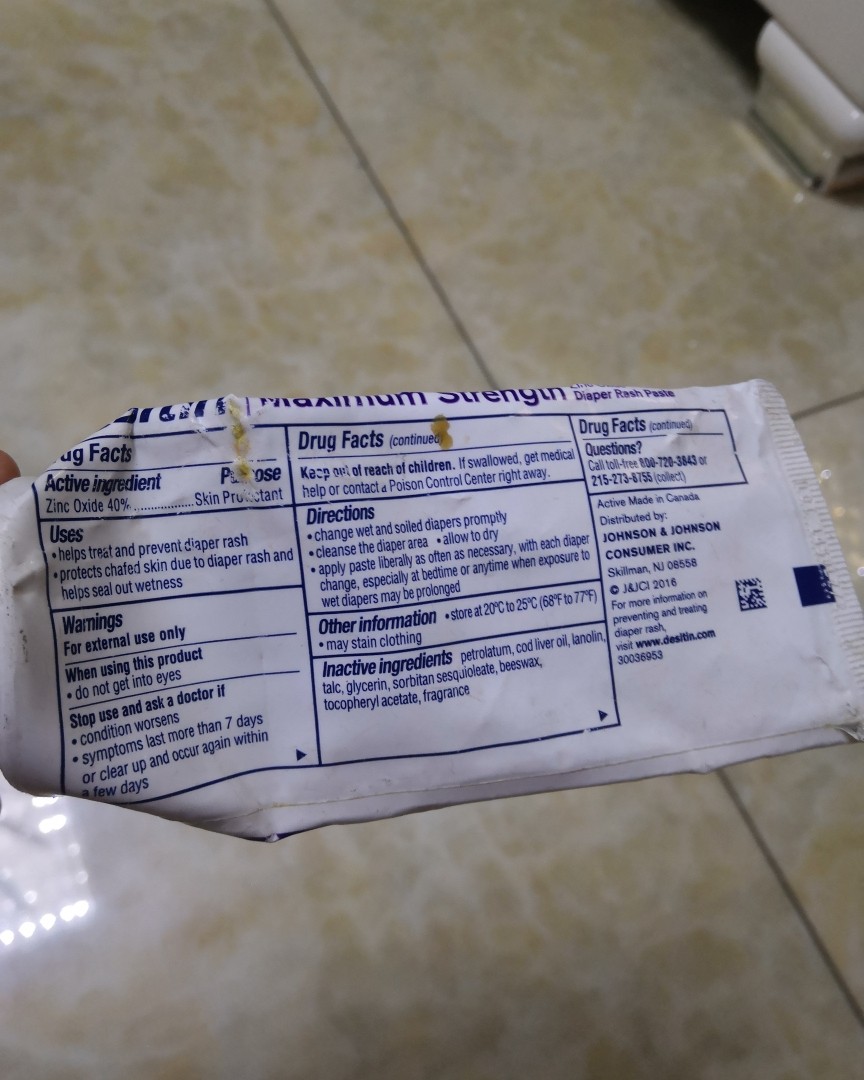 Maximum Strength
Diaper Rash Paste
ug Facts
Active ingredient Purpose
Zinc Oxide 40%..................Skin Protectant
Uses
• helps treat and prevent diaper rash
• protects chafed skin due to diaper rash and
helps seal out wetness
Warnings
For external use only
When using this product
• do not get into eyes
Stop use and ask a doctor if
• condition worsens
• symptoms last more than 7 days
or clear up and occur again within
a few days
Drug Facts (continued)
Keep out of reach of children. If swallowed, get medical
help or contact a Poison Control Center right away.
Directions
• change wet and soiled diapers promptly
• cleanse the diaper area • allow to dry
• apply paste liberally as often as necessary, with each diaper
change, especially at bedtime or anytime when exposure to
wet diapers may be prolonged
Other information • store at 20°C to 25°C (68°F to 77°F)
• may stain clothing
Inactive ingredients petrolatum, cod liver oil, lanolin,
talc, glycerin, sorbitan sesquioleate, beeswax,
tocopheryl acetate, fragrance
Drug Facts (continued)
Questions?
Call toll-free 800-720-3843 or
215-273-8755 (collect)
Active Made in Canada
Distributed by:
JOHNSON & JOHNSON
CONSUMER INC.
Skillman, NJ 08558
© J&JCI 2016
For more information on
preventing and treating
diaper rash,
visit www.desitin.com
30036953